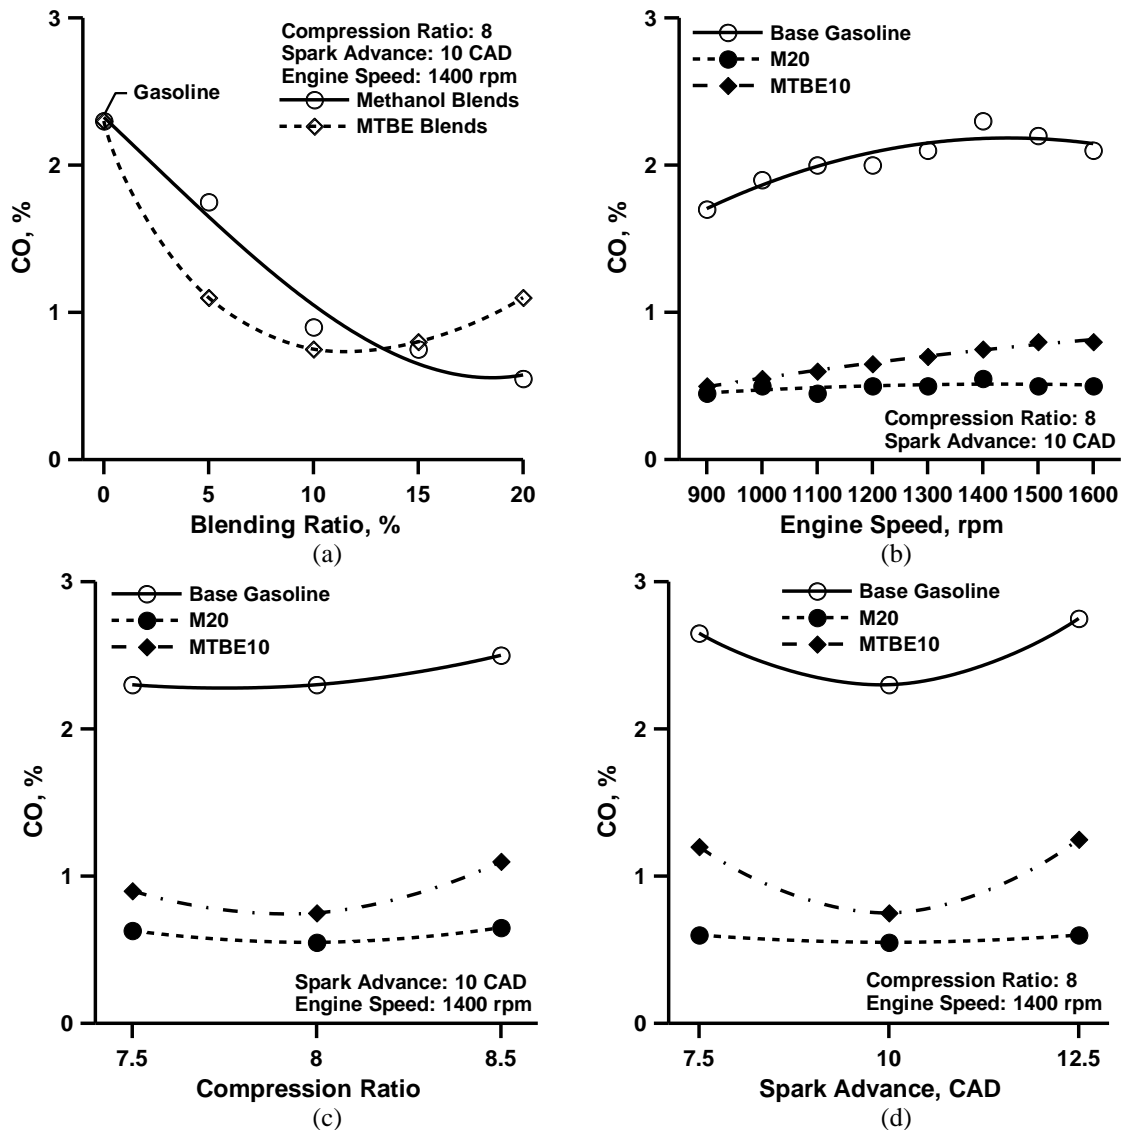 3
2
1
0
CO, %
Compression Ratio: 8
Spark Advance: 10 CAD
Engine Speed: 1400 rpm
Methanol Blends
MTBE Blends
Gasoline
0 5 10 15 20
Blending Ratio, %
(a)
3
2
1
0
CO, %
Base Gasoline
M20
MTBE10
Compression Ratio: 8
Spark Advance: 10 CAD
900 1000 1100 1200 1300 1400 1500 1600
Engine Speed, rpm
(b)
3
2
1
0
CO, %
Base Gasoline
M20
MTBE10
Spark Advance: 10 CAD
Engine Speed: 1400 rpm
7.5 8 8.5
Compression Ratio
(c)
3
2
1
0
CO, %
Base Gasoline
M20
MTBE10
Compression Ratio: 8
Engine Speed: 1400 rpm
7.5 10 12.5
Spark Advance, CAD
(d)